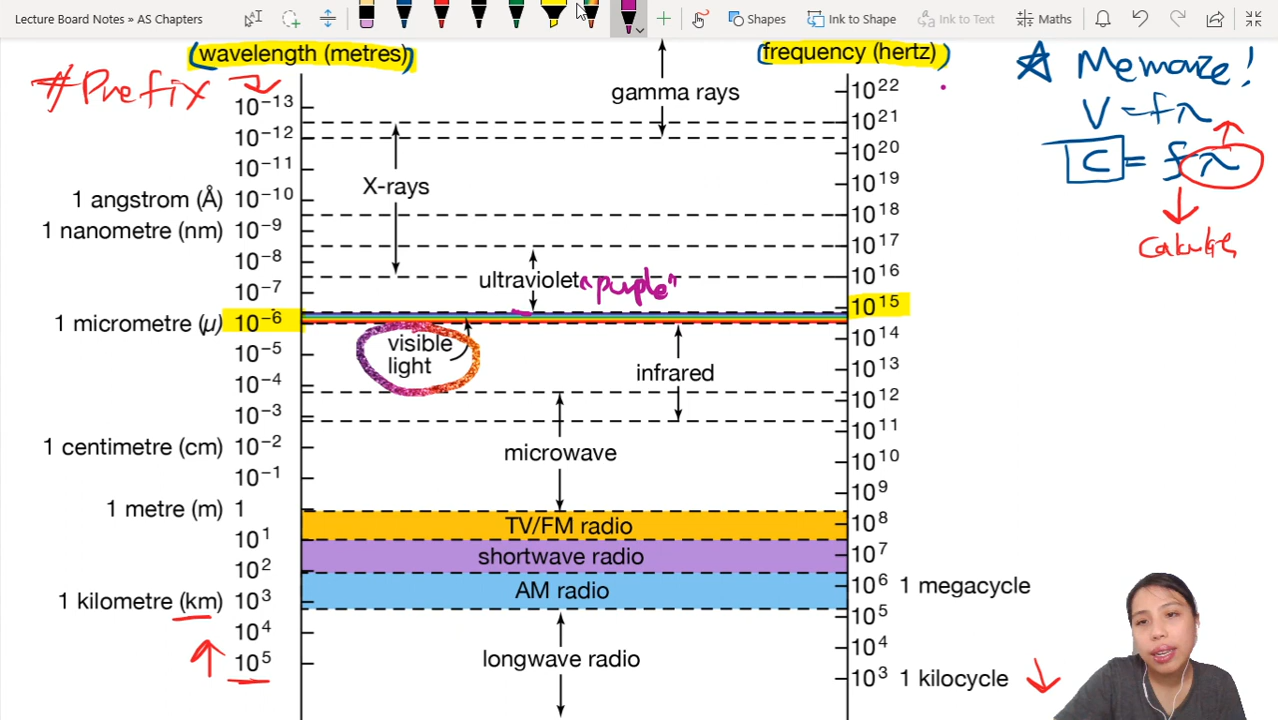 Lecture Board Notes » AS Chapters
Shapes
Ink to Shape
Ink to Text
Maths
wavelength (metres)
frequency (hertz)
#Prefix
Memorize!
V = fλ
C = fλ
calculate
gamma rays
X-rays
ultraviolet "purple"
visible
light
infrared
microwave
TV/FM radio
shortwave radio
AM radio
longwave radio
10⁻¹³
10⁻¹²
10⁻¹¹
1 angstrom (Å) 10⁻¹⁰
1 nanometre (nm) 10⁻⁹
10⁻⁸
10⁻⁷
1 micrometre (μ) 10⁻⁶
10⁻⁵
10⁻⁴
10⁻³
1 centimetre (cm) 10⁻²
10⁻¹
1 metre (m) 1
10¹
10²
1 kilometre (km) 10³
10⁴
10⁵
10²²
10²¹
10²⁰
10¹⁹
10¹⁸
10¹⁷
10¹⁶
10¹⁵
10¹⁴
10¹³
10¹²
10¹¹
10¹⁰
10⁹
10⁸
10⁷
10⁶ 1 megacycle
10⁵
10⁴
10³ 1 kilocycle